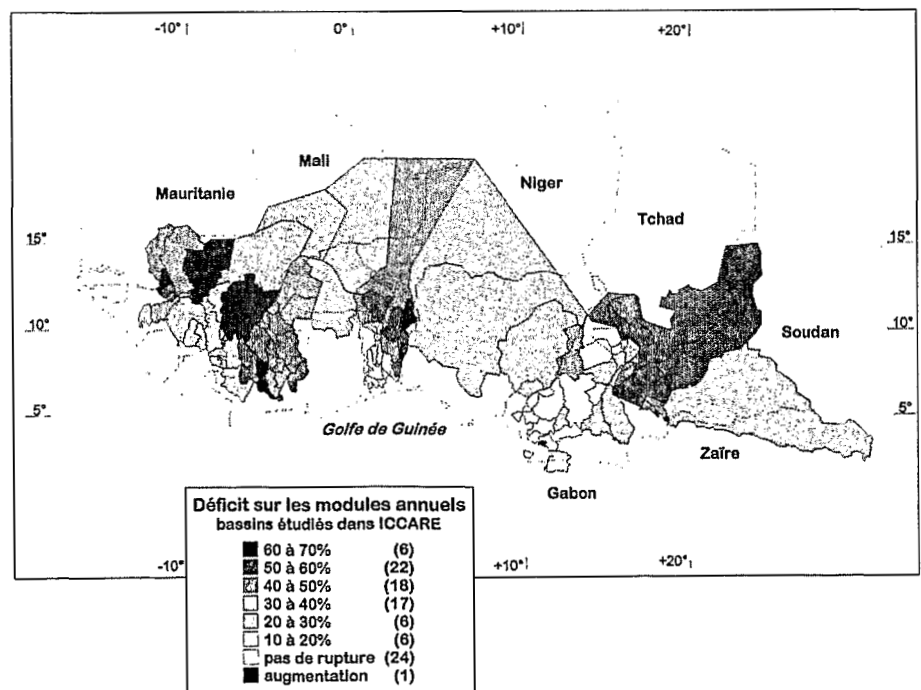 -10° 0° +10° +20°
Mali
Mauritanie
Niger
Tchad
15° 15°
10° 10°
Soudan
5° 5°
Golfe de Guinée
Zaïre
Gabon
Déficit sur les modules annuels
bassins étudiés dans ICCARE
-10° +10° +20°
60 à 70% (6)
50 à 60% (22)
40 à 50% (18)
30 à 40% (17)
20 à 30% (6)
10 à 20% (6)
pas de rupture (24)
augmentation (1)